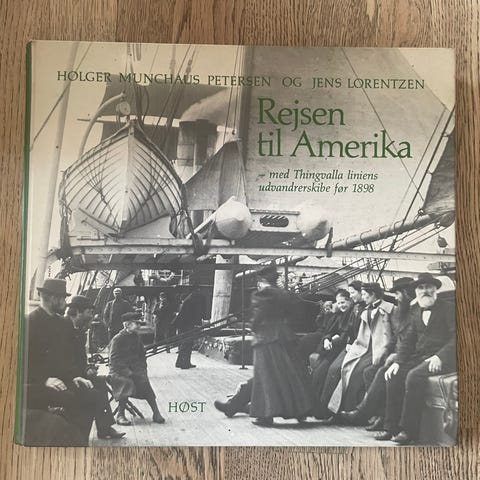 HOLGER MUNCHAUS PETERSEN OG JENS LORENTZEN
Rejsen
til Amerika
– med Thingvalla liniens
udvandrerskibe før 1898
HØST